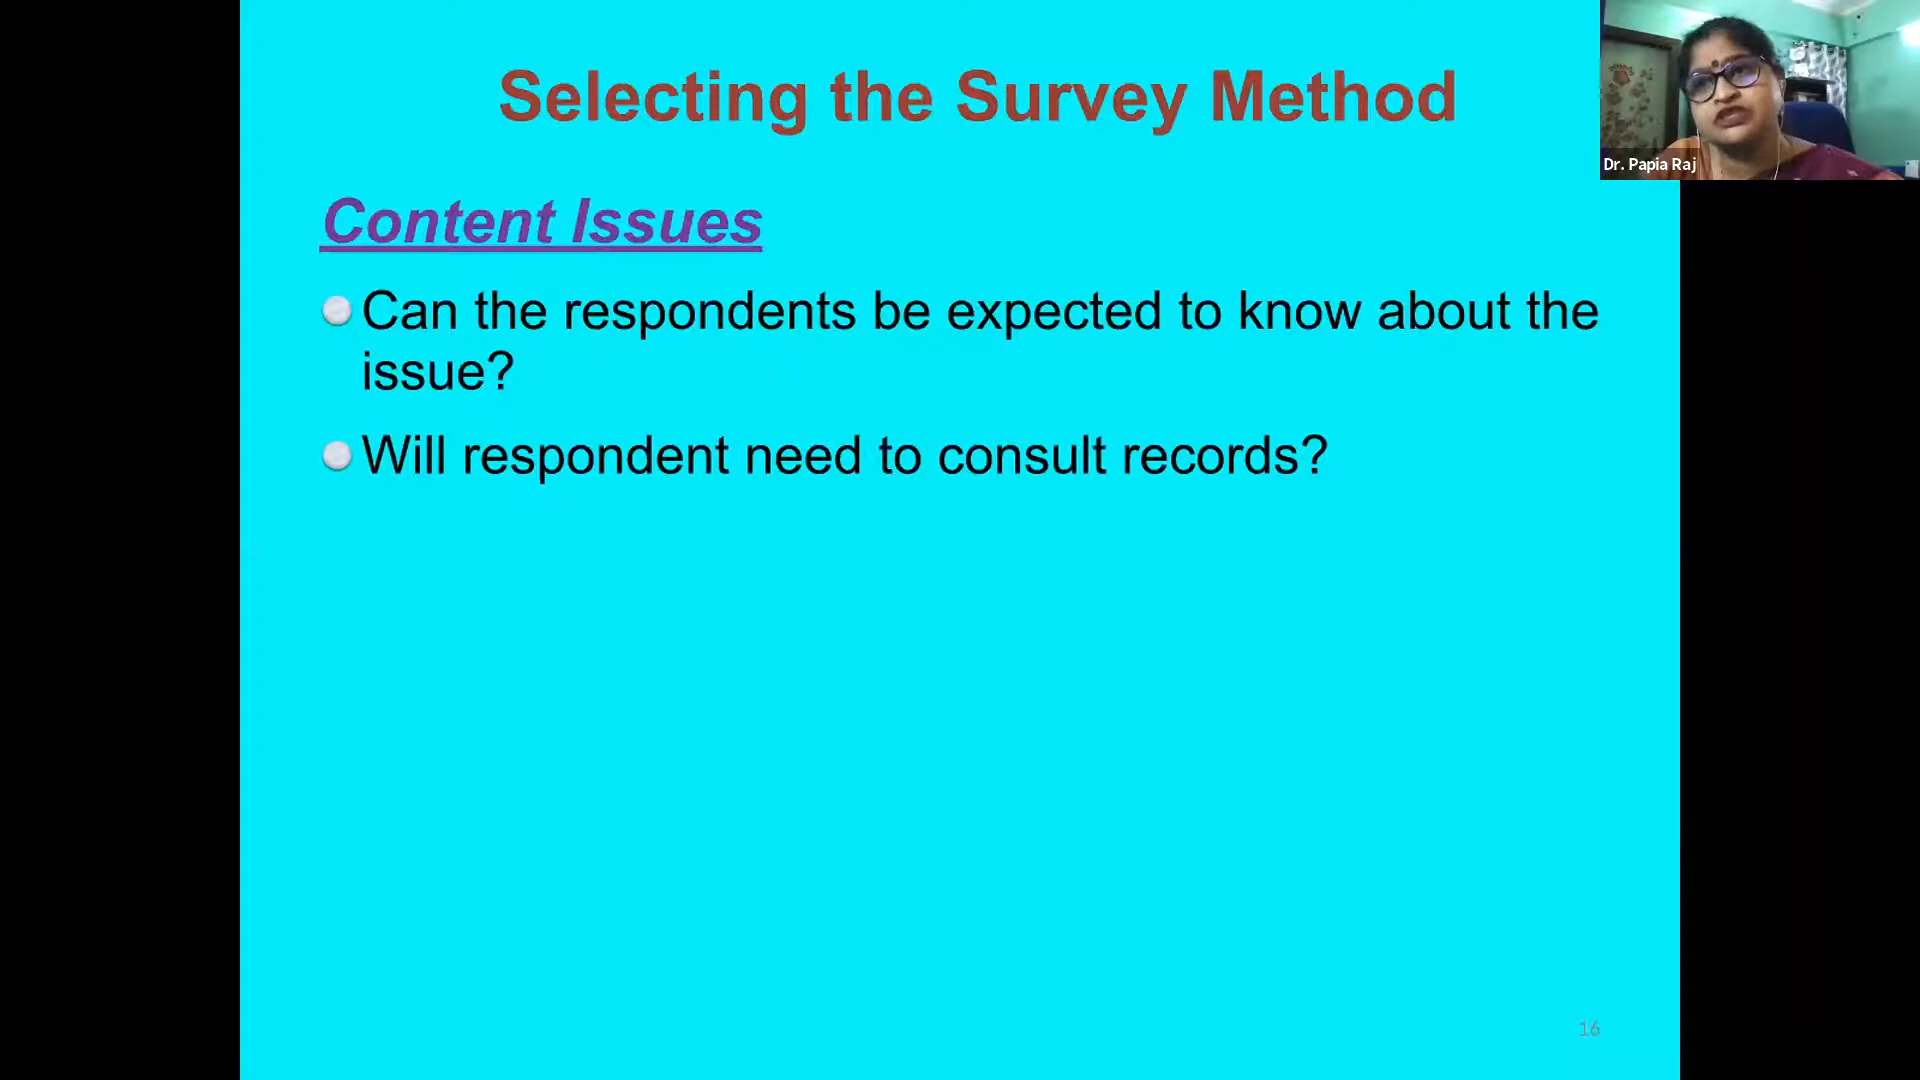 Selecting the Survey Method
Dr. Papia Raj
Content Issues
Can the respondents be expected to know about the
issue?
Will respondent need to consult records?
16